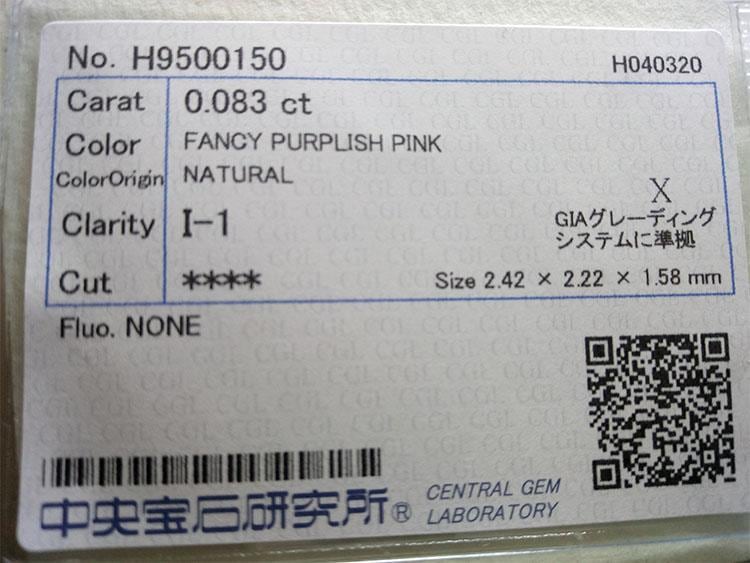 No. H9500150
H040320
Carat 0.083 ct
Color FANCY PURPLISH PINK
ColorOrigin NATURAL
X
Clarity I-1
GIAグレーディング
システムに準拠
Cut ****
Size 2.42 × 2.22 × 1.58 mm
Fluo. NONE
中央宝石研究所®
CENTRAL GEM
LABORATORY